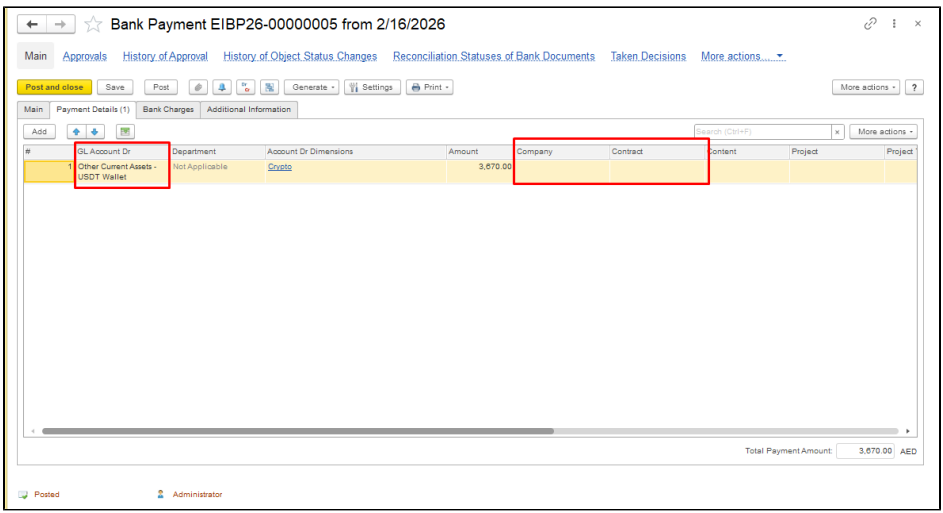 Bank Payment EIBP26-00000005 from 2/16/2026
Main Approvals History of Approval History of Object Status Changes Reconciliation Statuses of Bank Documents Taken Decisions More actions...
Post and close Save Post Generate Settings Print More actions ?
Main Payment Details (1) Bank Charges Additional Information
Add Search (Ctrl+F) × More actions
# GL Account Dr Department Account Dr Dimensions Amount Company Contract Content Project Project
1 Other Current Assets - Not Applicable Crypto 3,670.00
USDT Wallet
Total Payment Amount: 3,670.00 AED
Posted Administrator